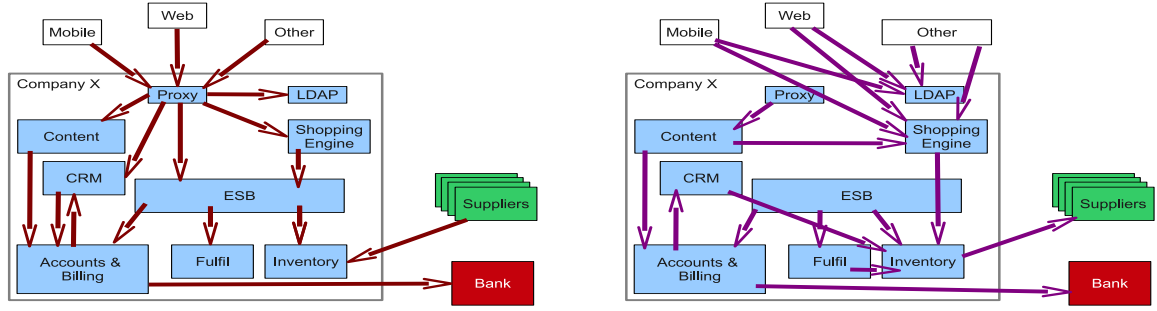 Web
Mobile
Other
Company X
Proxy
LDAP
Content
Shopping
Engine
CRM
ESB
Suppliers
Accounts &
Billing
Fulfil
Inventory
Bank
Web
Mobile
Other
Company X
Proxy
LDAP
Content
Shopping
Engine
CRM
ESB
Suppliers
Accounts &
Billing
Fulfil
Inventory
Bank